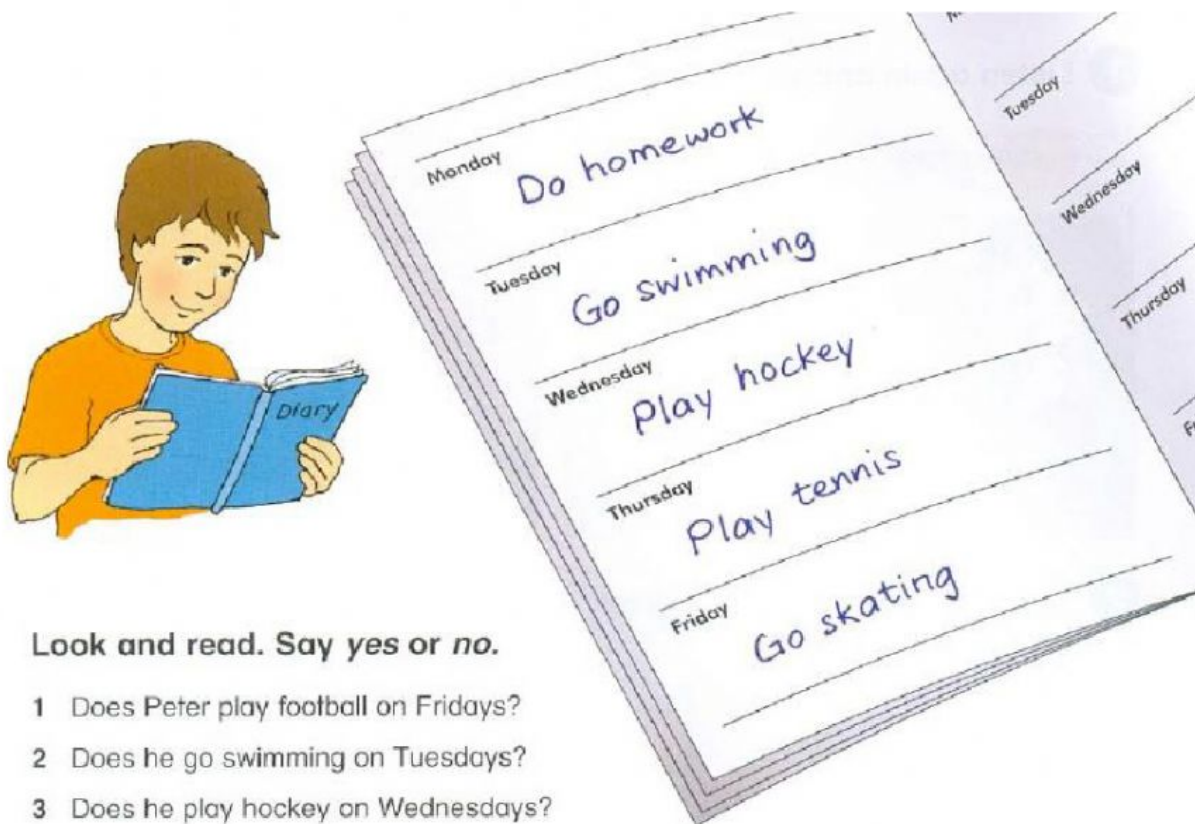 Diary
Monday
Do homework
Tuesday
Go swimming
Wednesday
Play hockey
Thursday
Play tennis
Friday
Go skating
Tuesday
Wednesday
Thursday
Look and read. Say yes or no.
1 Does Peter play football on Fridays?
2 Does he go swimming on Tuesdays?
3 Does he play hockey on Wednesdays?